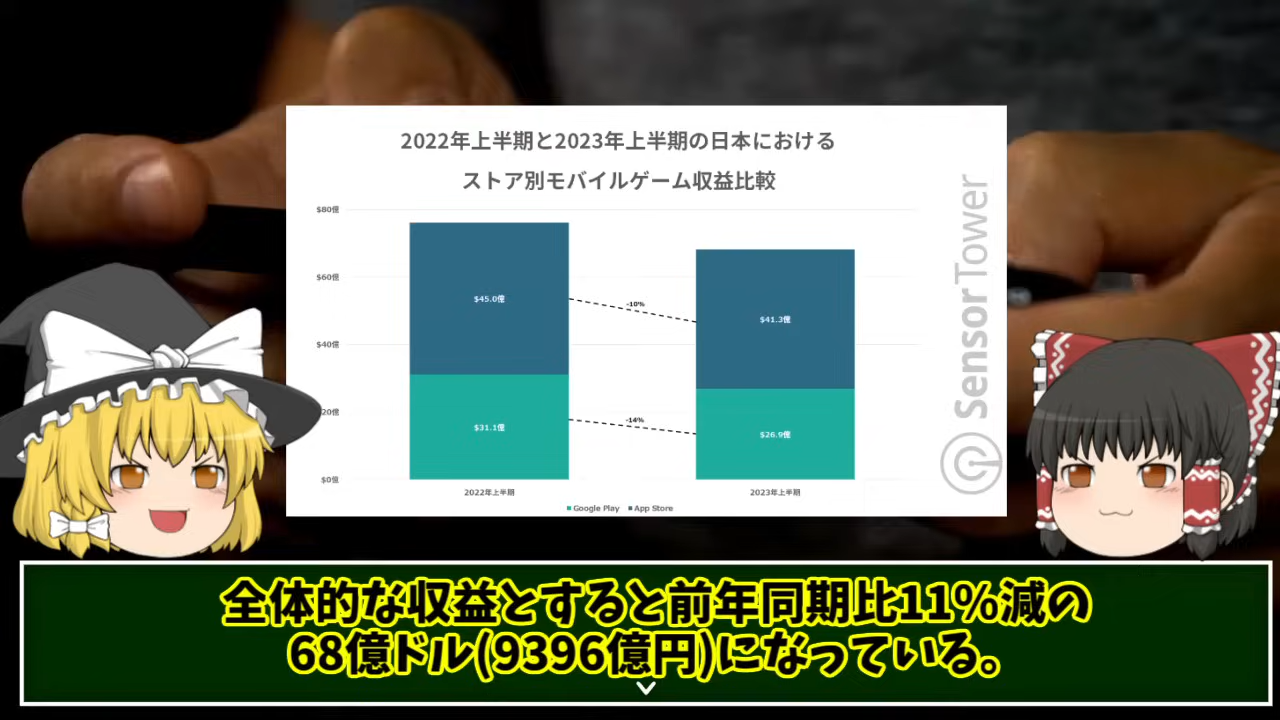 2022年上半期と2023年上半期の日本における
ストア別モバイルゲーム収益比較
$80億
$60億
$40億
20億
$0億
$45.0億
$31.1億
-10%
-14%
$41.3億
$26.9億
2022年上半期
2023年上半期
Google Play App Store
SensorTower
全体的な収益とすると前年同期比11%減の
68億ドル(9396億円)になっている。